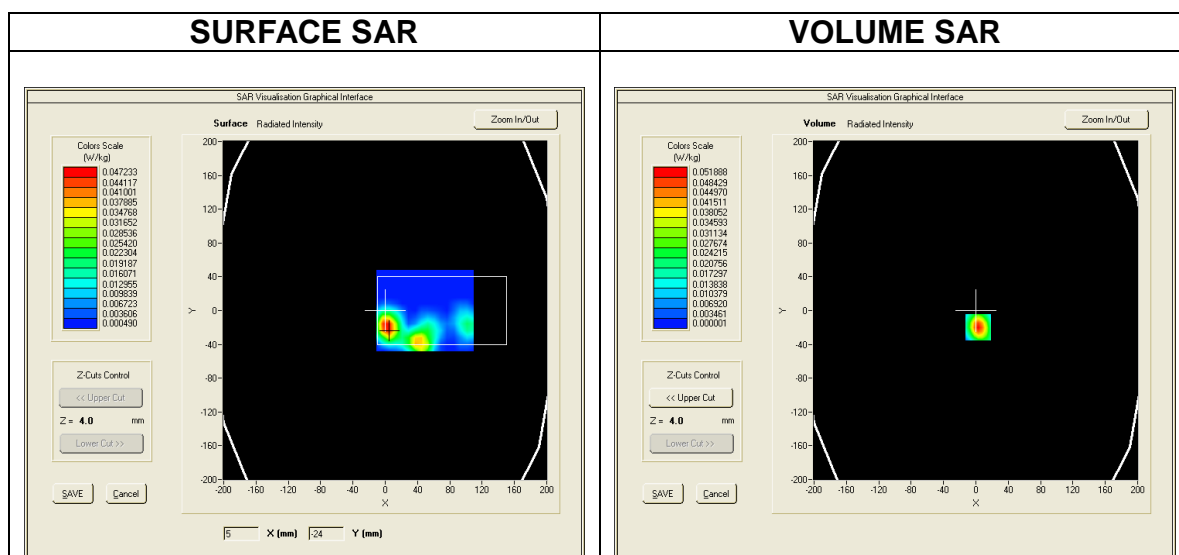 SURFACE SAR
VOLUME SAR
SAR Visualisation Graphical Interface
Surface Radiated Intensity
Zoom In/Out
Colors Scale
(W/kg)
0.047233
0.044117
0.041001
0.037885
0.034768
0.031652
0.028536
0.025420
0.022304
0.019187
0.016071
0.012955
0.009839
0.006723
0.003606
0.000490
Z-Cuts Control
<< Upper Cut
Z = 4.0 mm
Lower Cut >>
SAVE Cancel
200
160
120
80
40
0
-40
-80
-120
-160
-200
Y
-200 -160 -120 -80 -40 0 40 80 120 160 200
X
5 X (mm) -24 Y (mm)
SAR Visualisation Graphical Interface
Volume Radiated Intensity
Zoom In/Out
Colors Scale
(W/kg)
0.051888
0.048429
0.044970
0.041511
0.038052
0.034593
0.031134
0.027674
0.024215
0.020756
0.017297
0.013838
0.010379
0.006920
0.003461
0.000001
Z-Cuts Control
<< Upper Cut
Z = 4.0 mm
Lower Cut >>
SAVE Cancel
200
160
120
80
40
0
-40
-80
-120
-160
-200
Y
-200 -160 -120 -80 -40 0 40 80 120 160 200
X